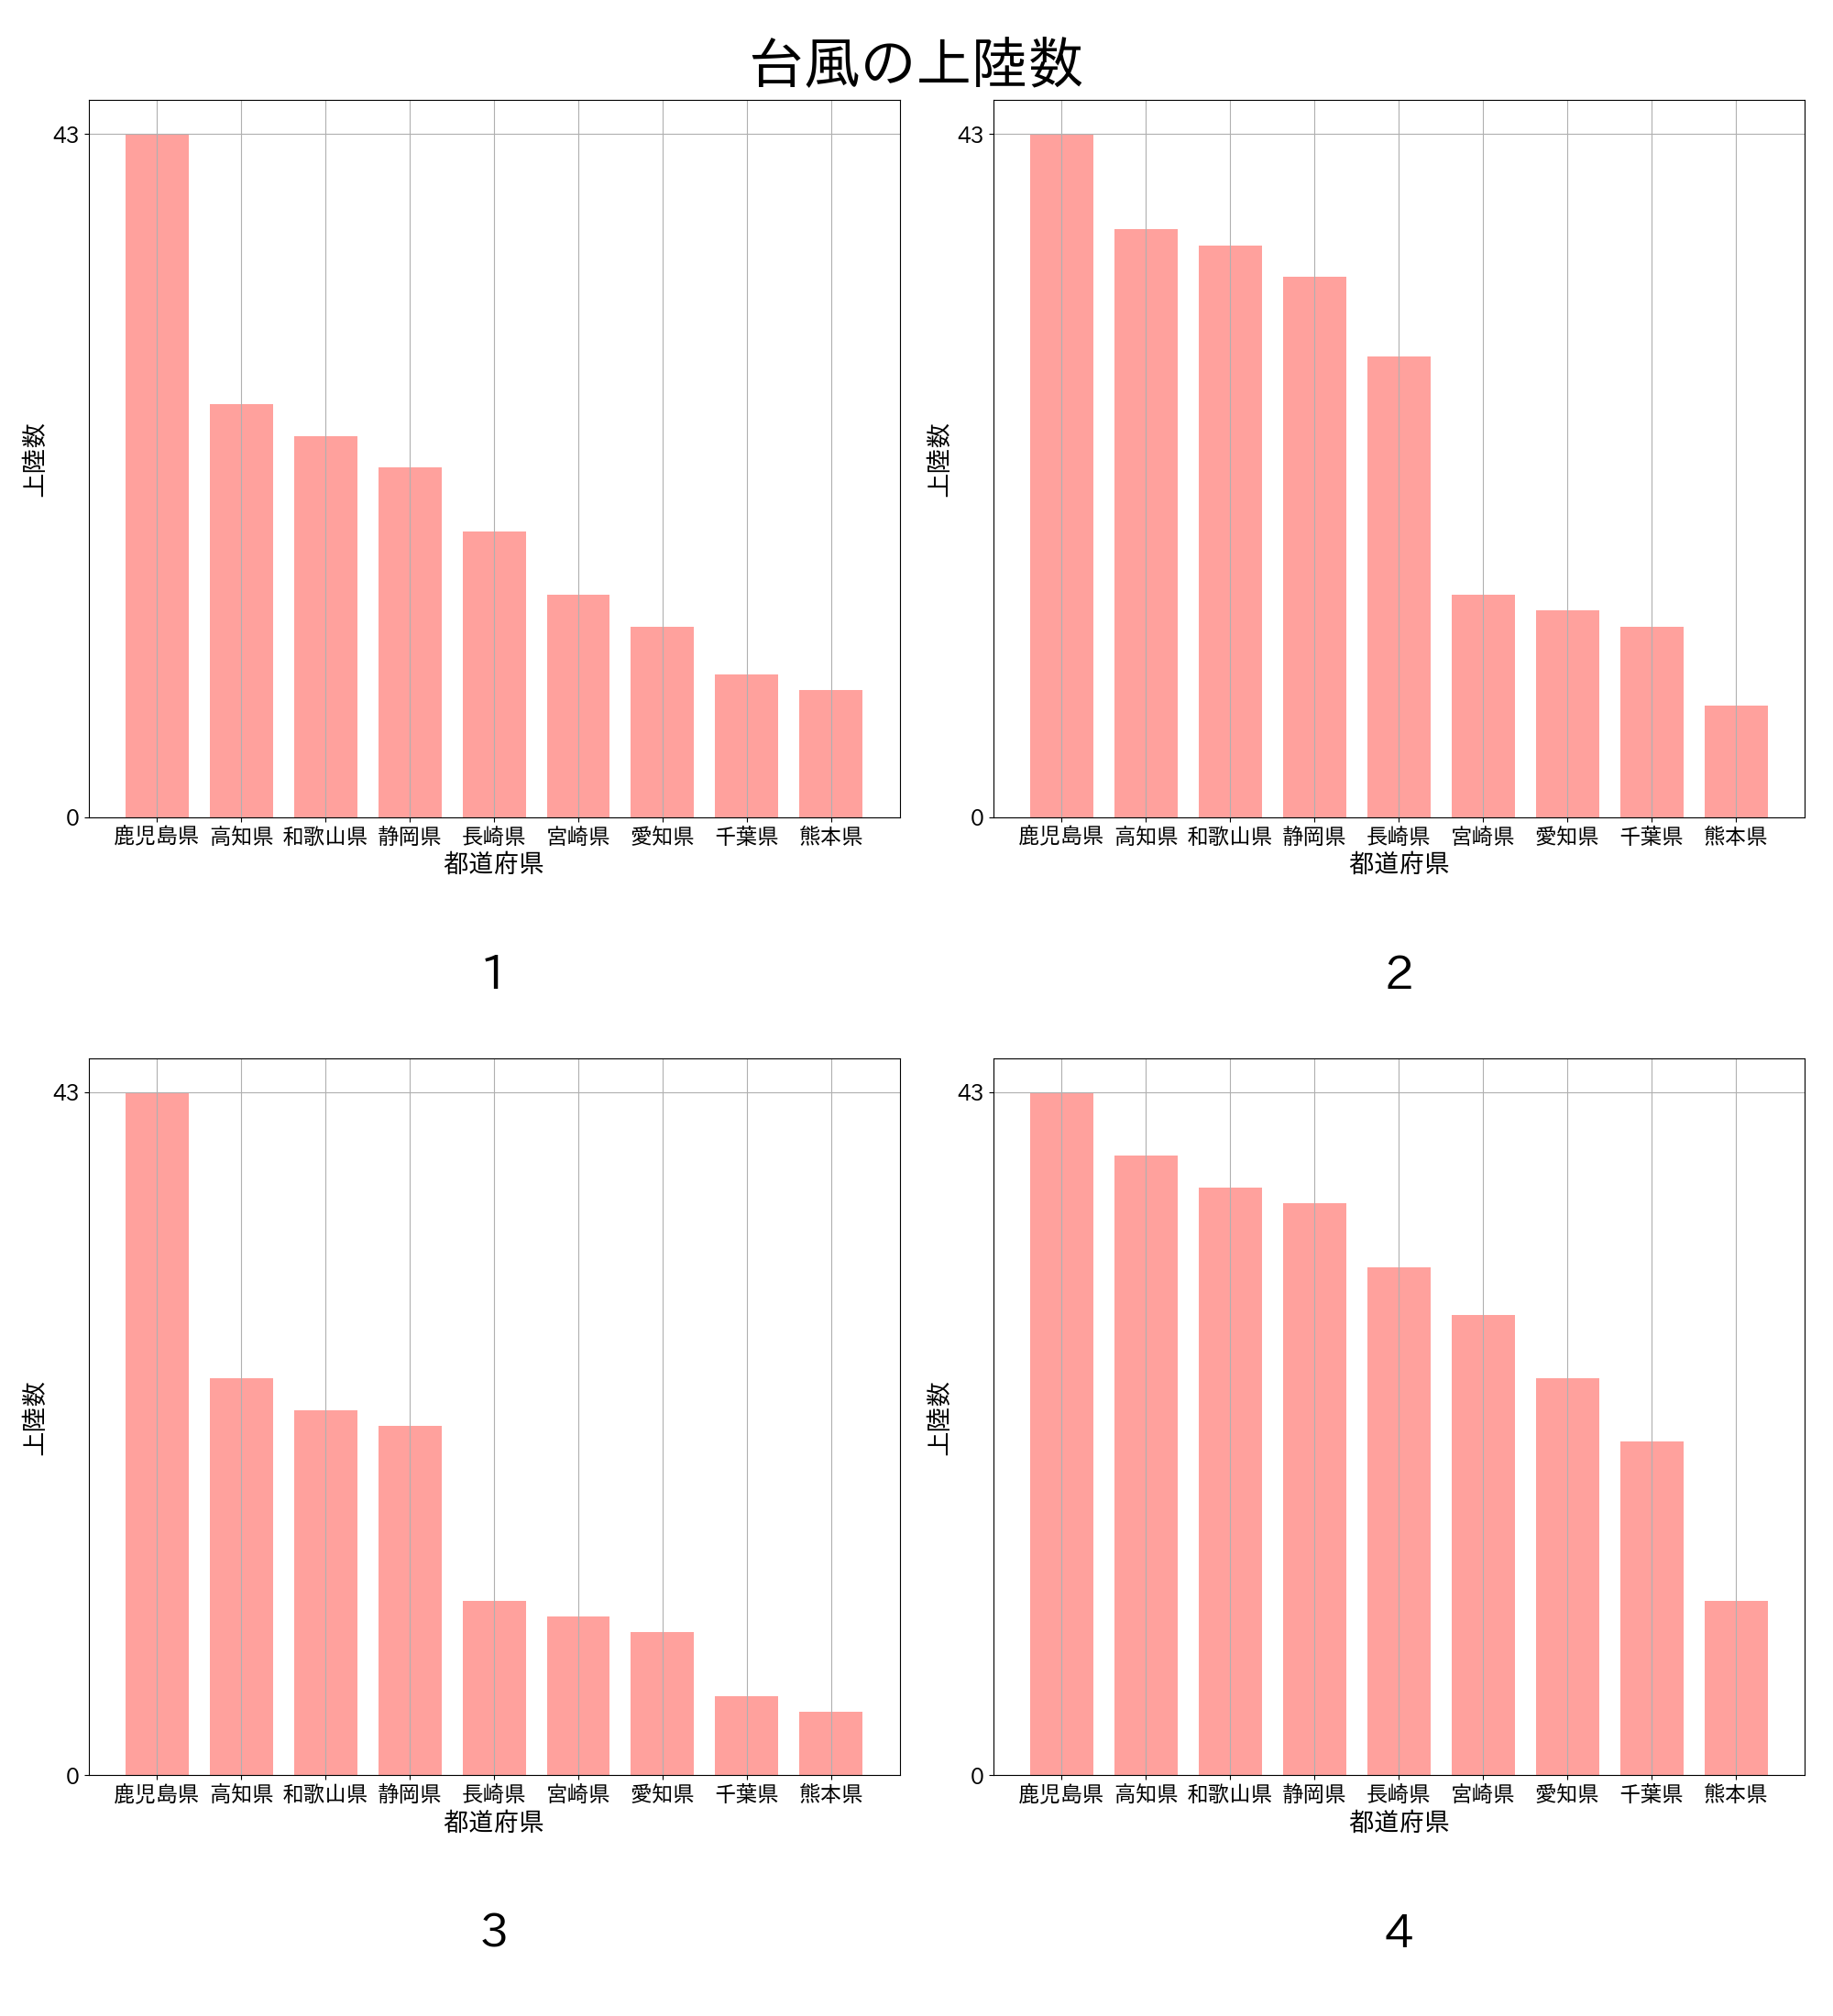 台風の上陸数
43
0
上陸数
鹿児島県 高知県 和歌山県 静岡県 長崎県 宮崎県 愛知県 千葉県 熊本県
都道府県
1
43
0
上陸数
鹿児島県 高知県 和歌山県 静岡県 長崎県 宮崎県 愛知県 千葉県 熊本県
都道府県
2
43
0
上陸数
鹿児島県 高知県 和歌山県 静岡県 長崎県 宮崎県 愛知県 千葉県 熊本県
都道府県
3
43
0
上陸数
鹿児島県 高知県 和歌山県 静岡県 長崎県 宮崎県 愛知県 千葉県 熊本県
都道府県
4